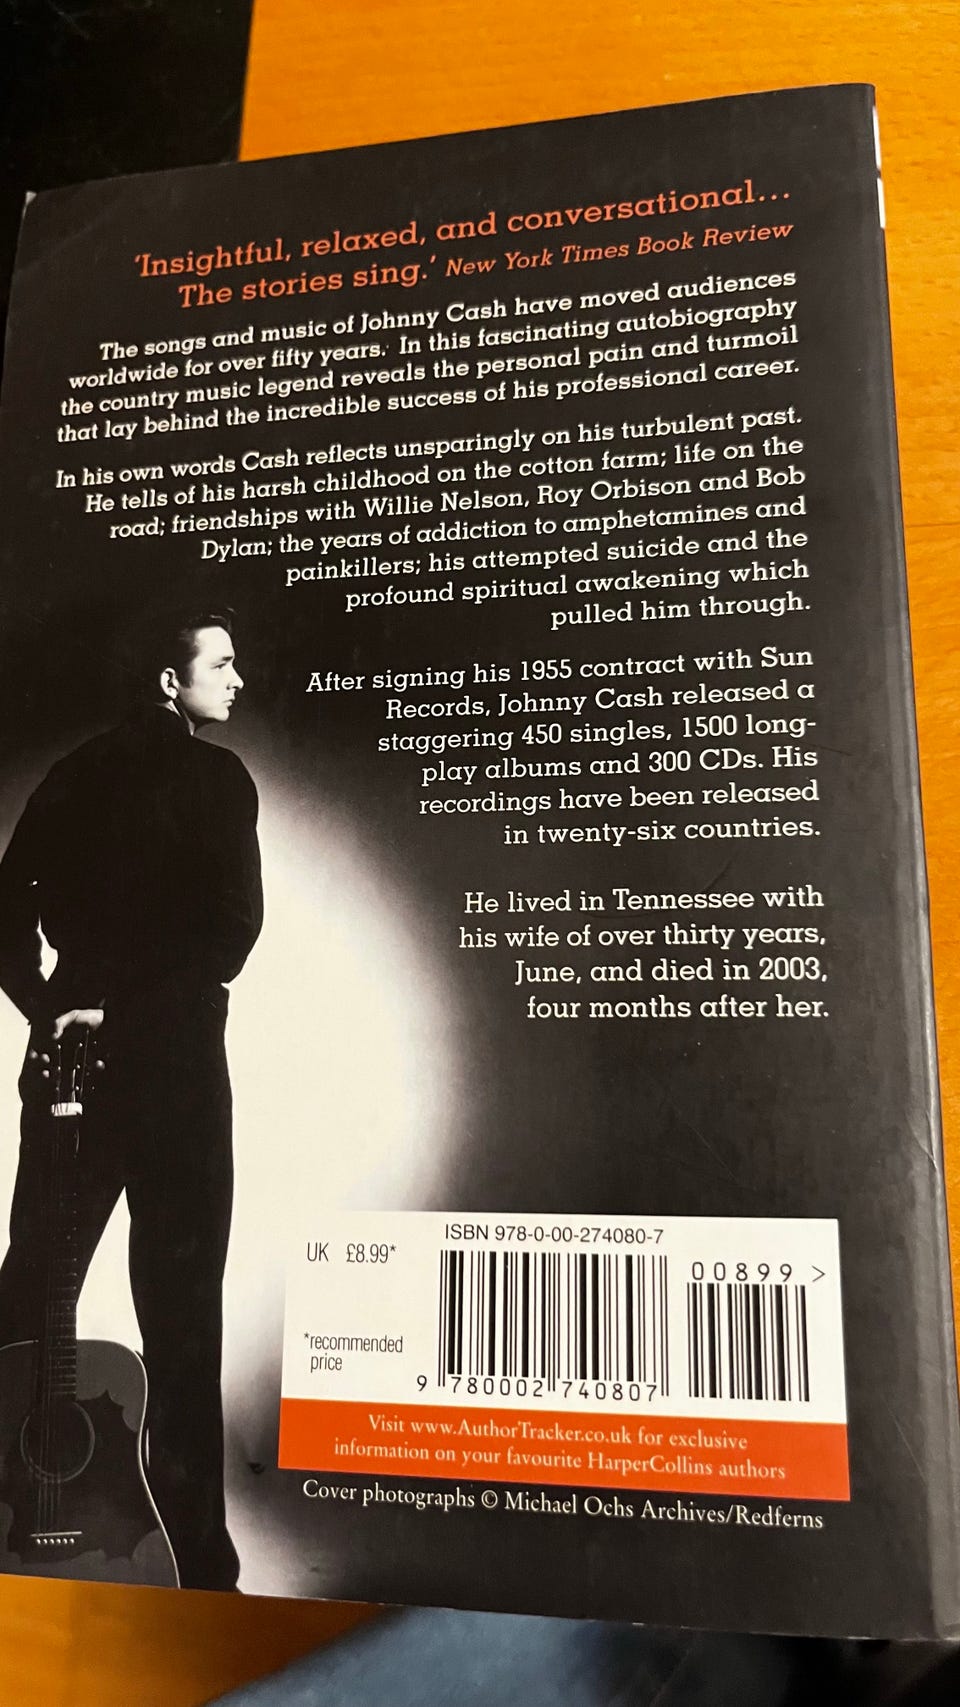 'Insightful, relaxed, and conversational...
The stories sing.' New York Times Book Review
The songs and music of Johnny Cash have moved audiences
worldwide for over fifty years. In this fascinating autobiography
the country music legend reveals the personal pain and turmoil
that lay behind the incredible success of his professional career.
In his own words Cash reflects unsparingly on his turbulent past.
He tells of his harsh childhood on the cotton farm; life on the
road; friendships with Willie Nelson, Roy Orbison and Bob
Dylan; the years of addiction to amphetamines and
painkillers; his attempted suicide and the
profound spiritual awakening which
pulled him through.
After signing his 1955 contract with Sun
Records, Johnny Cash released a
staggering 450 singles, 1500 long-
play albums and 300 CDs. His
recordings have been released
in twenty-six countries.
He lived in Tennessee with
his wife of over thirty years,
June, and died in 2003,
four months after her.
ISBN 978-0-00-274080-7
UK £8.99*
00899 >
*recommended
price
9 780002 740807
Visit www.AuthorTracker.co.uk for exclusive
information on your favourite HarperCollins authors
Cover photographs © Michael Ochs Archives/Redferns